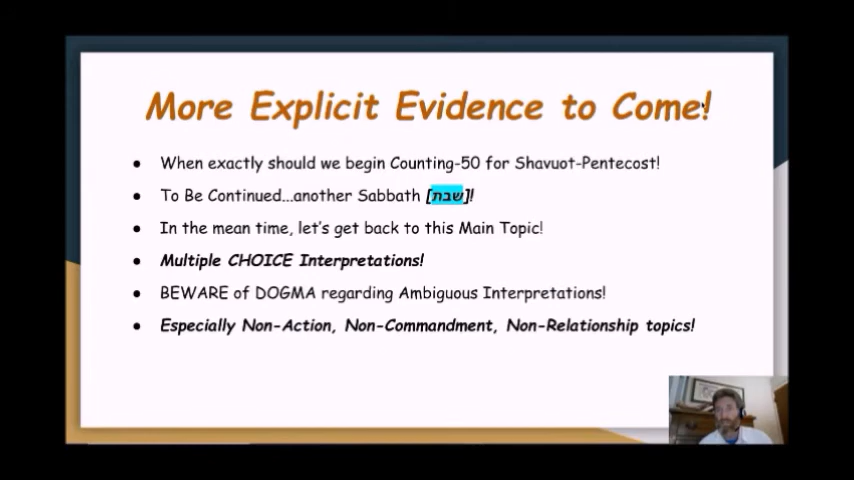 More Explicit Evidence to Come!
● When exactly should we begin Counting-50 for Shavuot-Pentecost!
● To Be Continued...another Sabbath [שבת]!
● In the mean time, let's get back to this Main Topic!
● Multiple CHOICE Interpretations!
● BEWARE of DOGMA regarding Ambiguous Interpretations!
● Especially Non-Action, Non-Commandment, Non-Relationship topics!